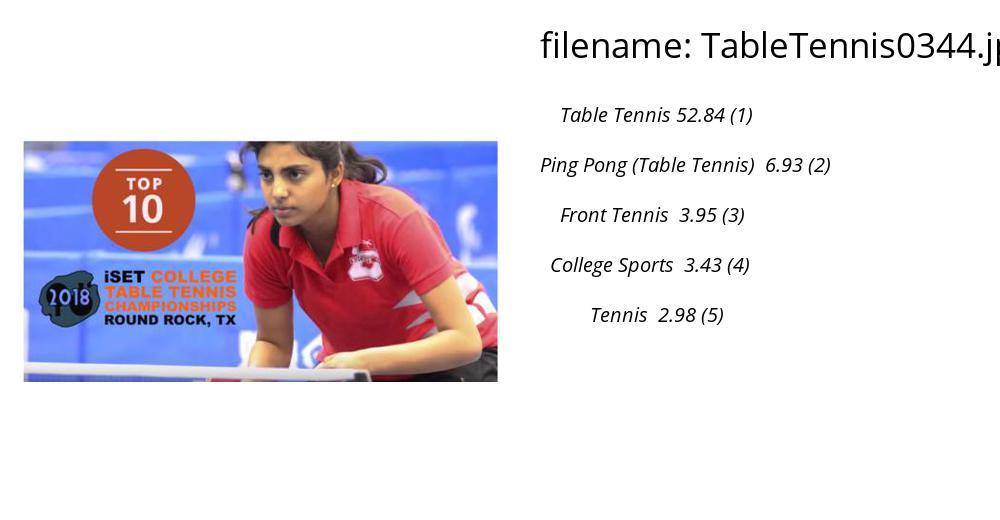 filename: TableTennis0344.j
Table Tennis 52.84 (1)
Ping Pong (Table Tennis) 6.93 (2)
Front Tennis 3.95 (3)
College Sports 3.43 (4)
Tennis 2.98 (5)
TOP
10
2018
iSET COLLEGE
TABLE TENNIS
CHAMPIONSHIPS
ROUND ROCK, TX